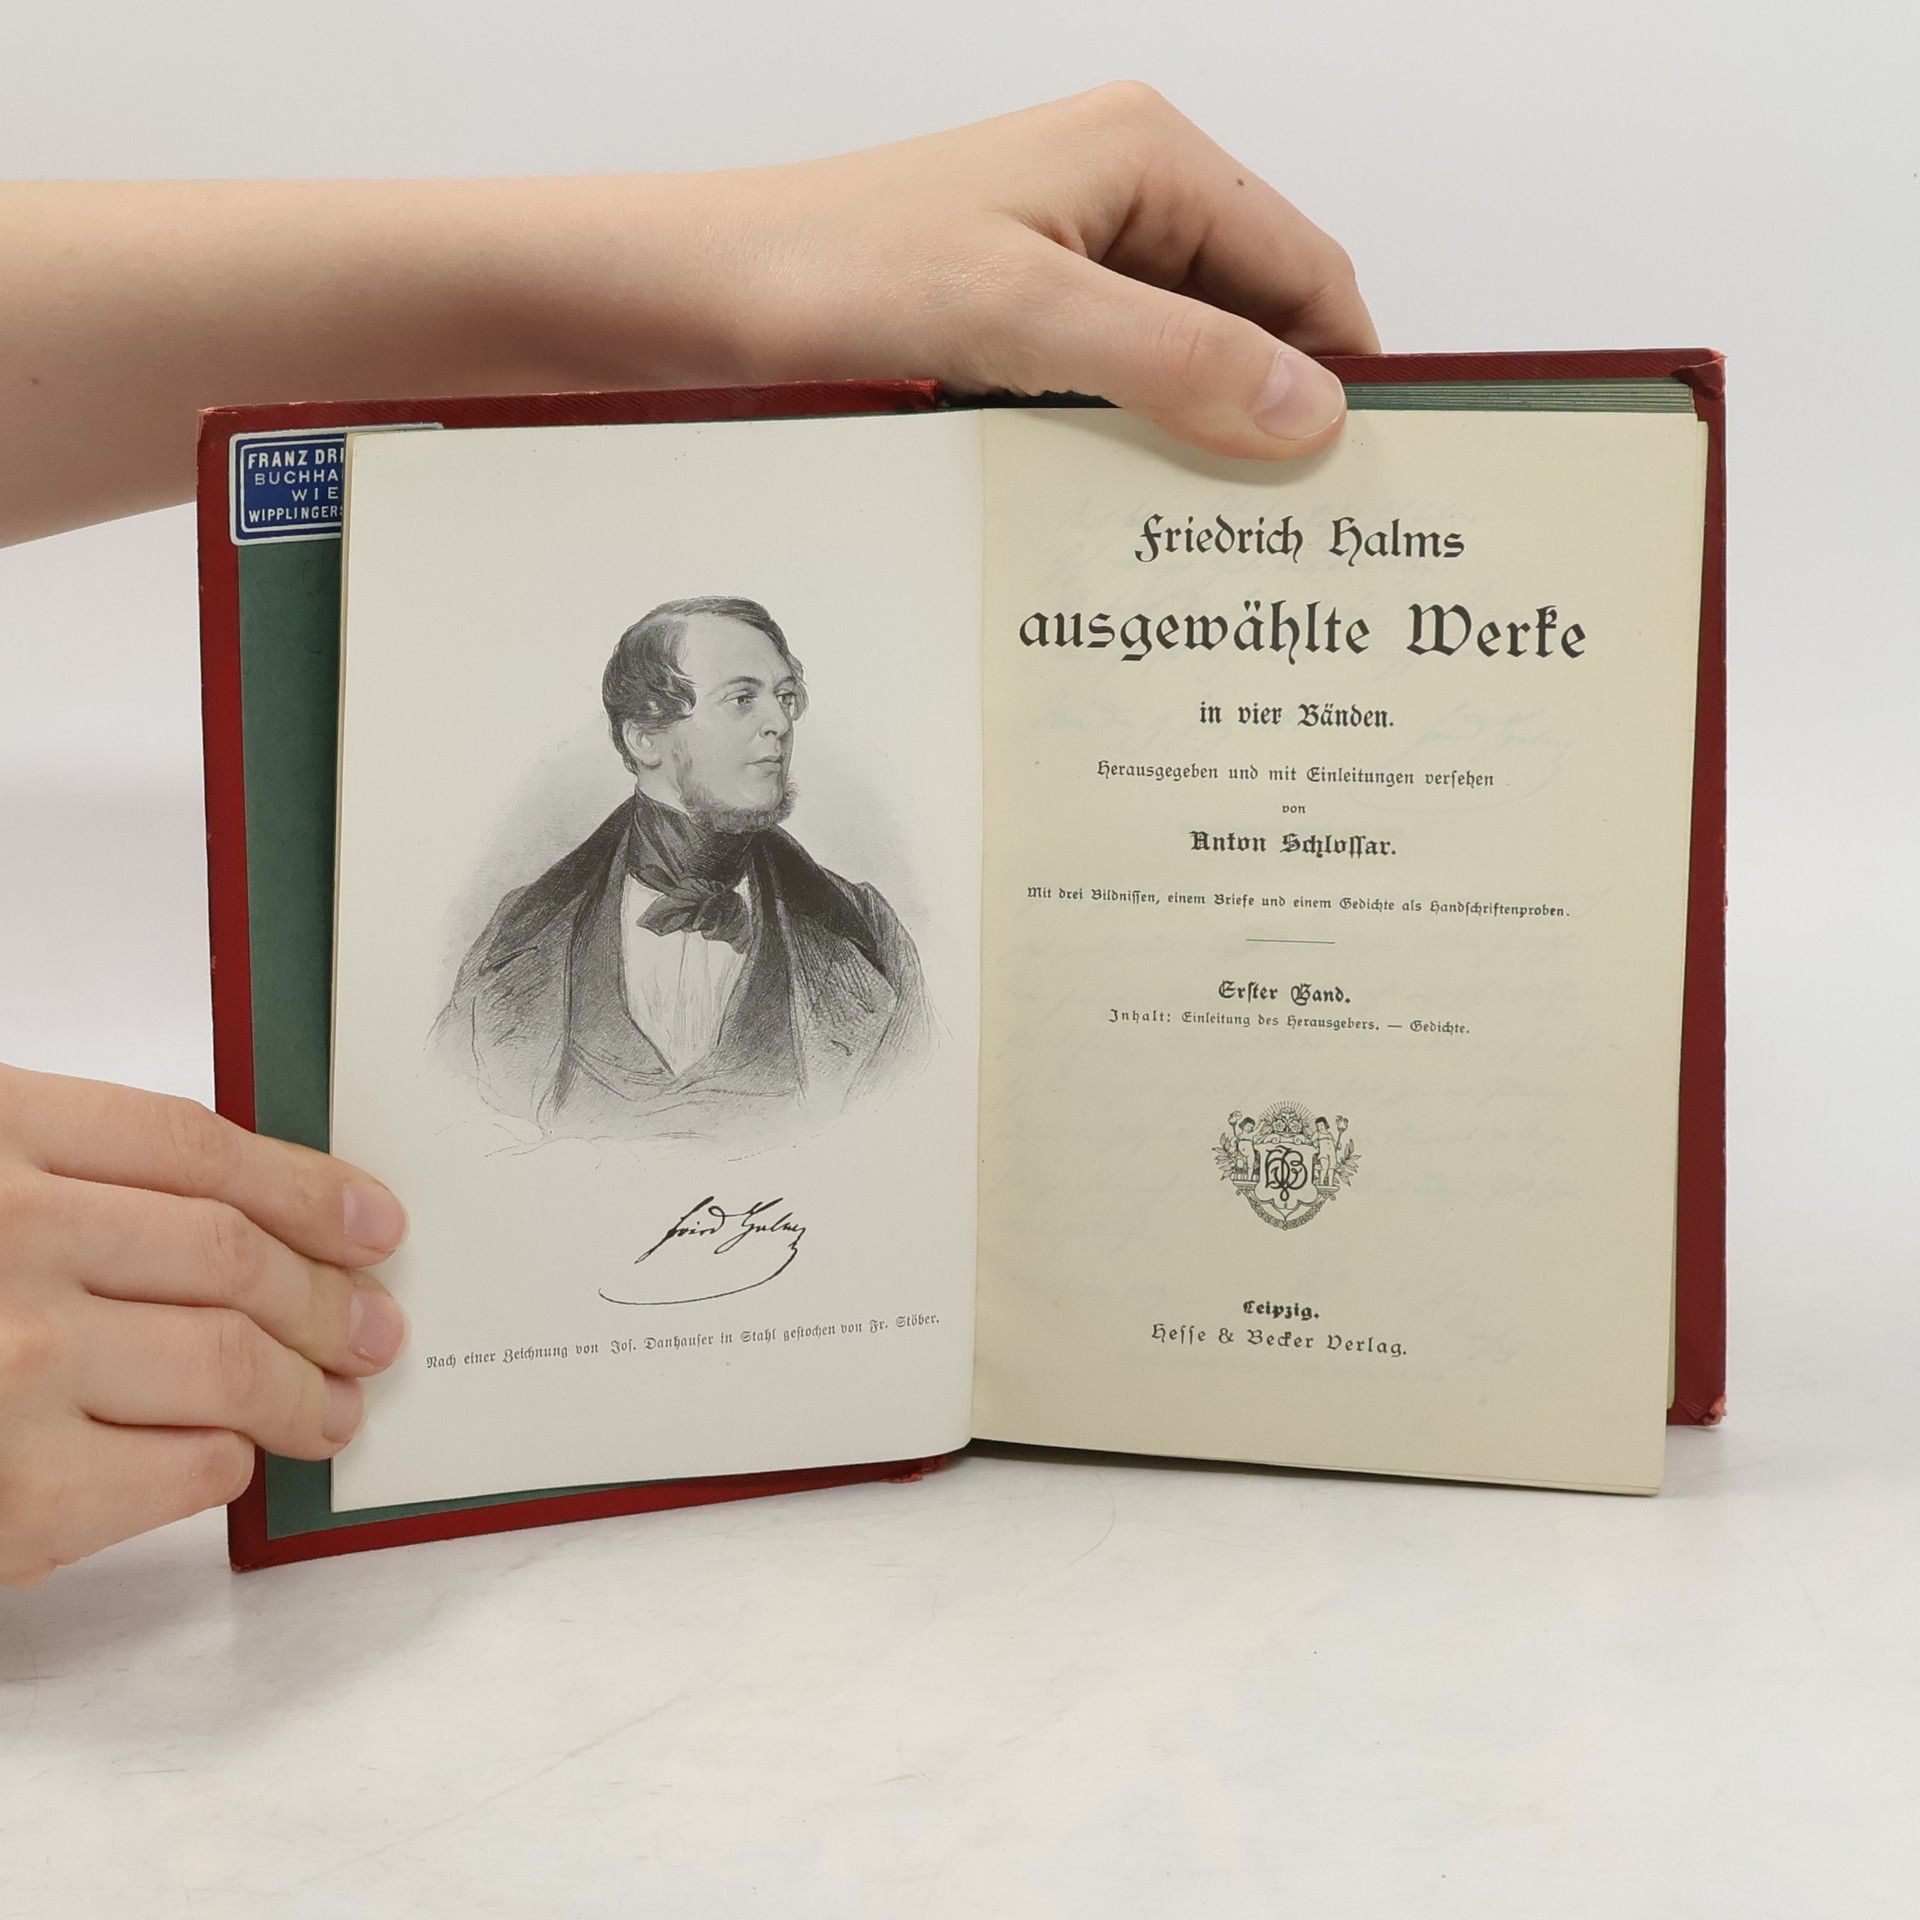 FRANZ
BUCHHA
WIE
WIPPLINGERS
Fried Halm
Nach einer Zeichnung von Jos. Danhauser in Stahl gestochen von Fr. Stöber.
Friedrich Halms
ausgewählte Werke
in vier Bänden.
Herausgegeben und mit Einleitungen versehen
von
Anton Schlossar.
Mit drei Bildnissen, einem Briefe und einem Gedichte als Handschriftenproben.
Erster Band.
Inhalt: Einleitung des Herausgebers. — Gedichte.
Leipzig.
Hesse & Becker Verlag.